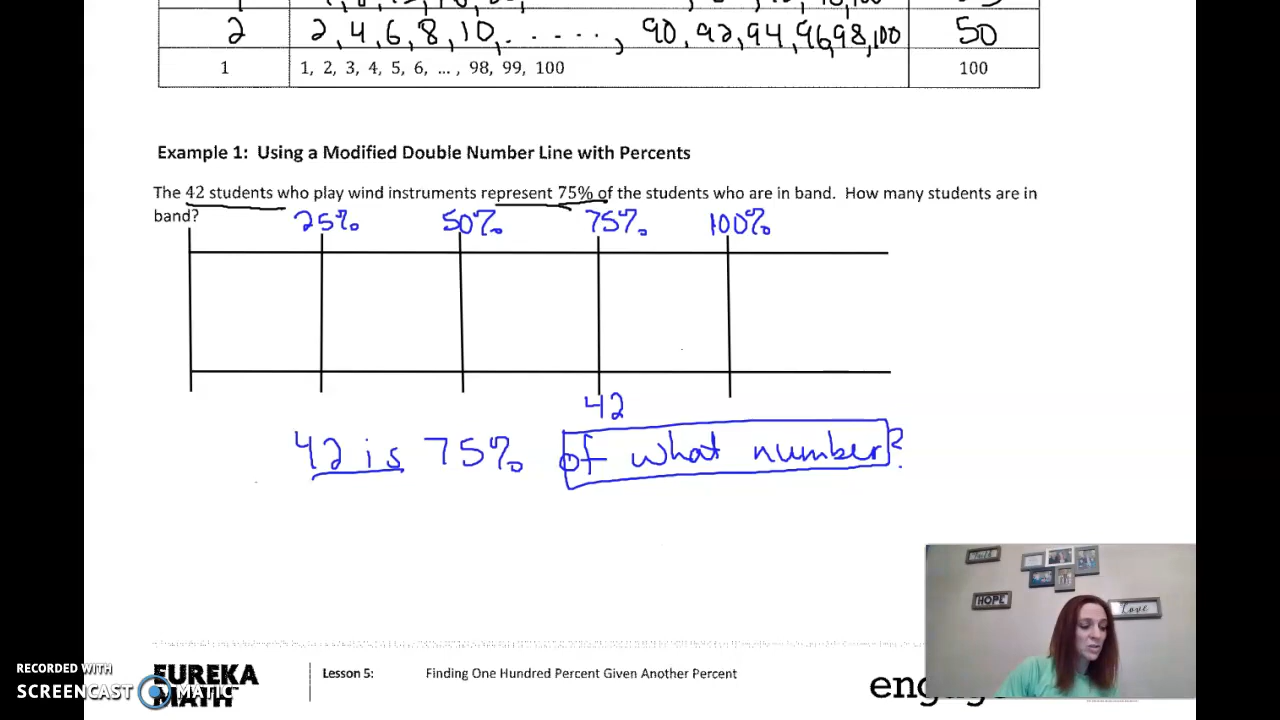 2 2, 4, 6, 8, 10, . . . . . , 90, 92, 94, 96, 98, 100 50
1 1, 2, 3, 4, 5, 6, ... , 98, 99, 100 100
Example 1: Using a Modified Double Number Line with Percents
The 42 students who play wind instruments represent 75% of the students who are in band. How many students are in
band?
25% 50% 75% 100%
42
42 is 75% of what number?
HOPE
Love
RECORDED WITH
SCREENCAST MATIC
EUREKA
MATH
Lesson 5: Finding One Hundred Percent Given Another Percent